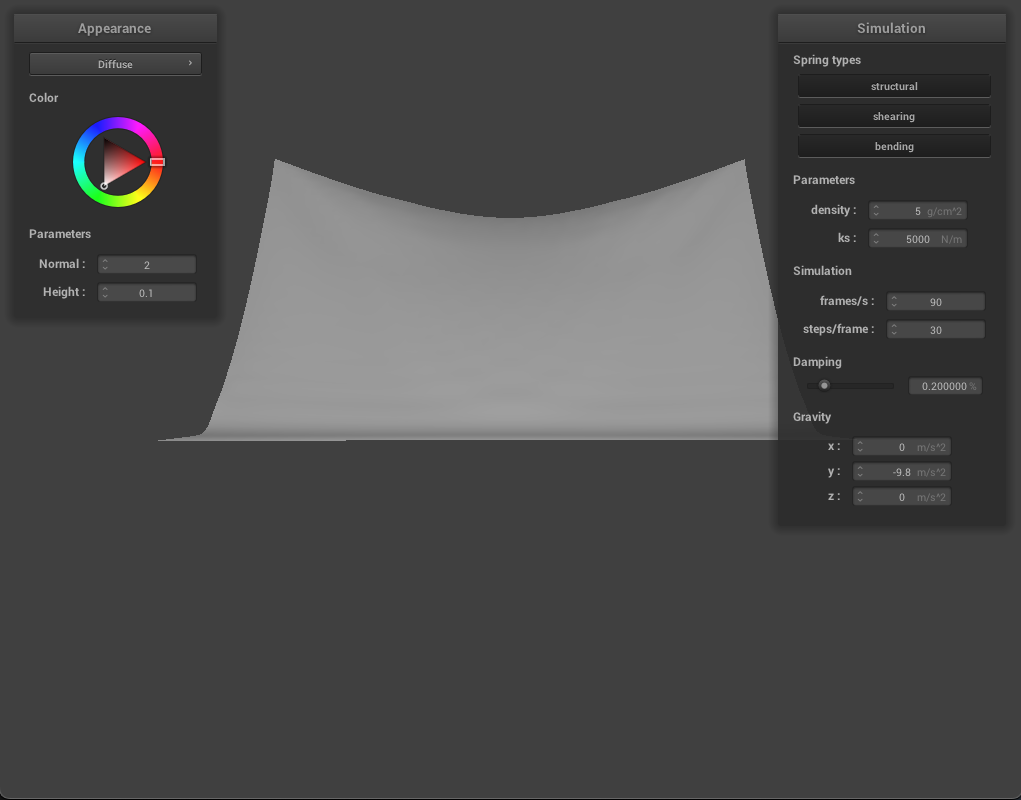 Appearance
Diffuse
Color
Parameters
Normal : 2
Height : 0.1
Simulation
Spring types
structural
shearing
bending
Parameters
density : 5 g/cm^2
ks : 5000 N/m
Simulation
frames/s : 90
steps/frame : 30
Damping
0.200000 %
Gravity
x : 0 m/s^2
y : -9.8 m/s^2
z : 0 m/s^2